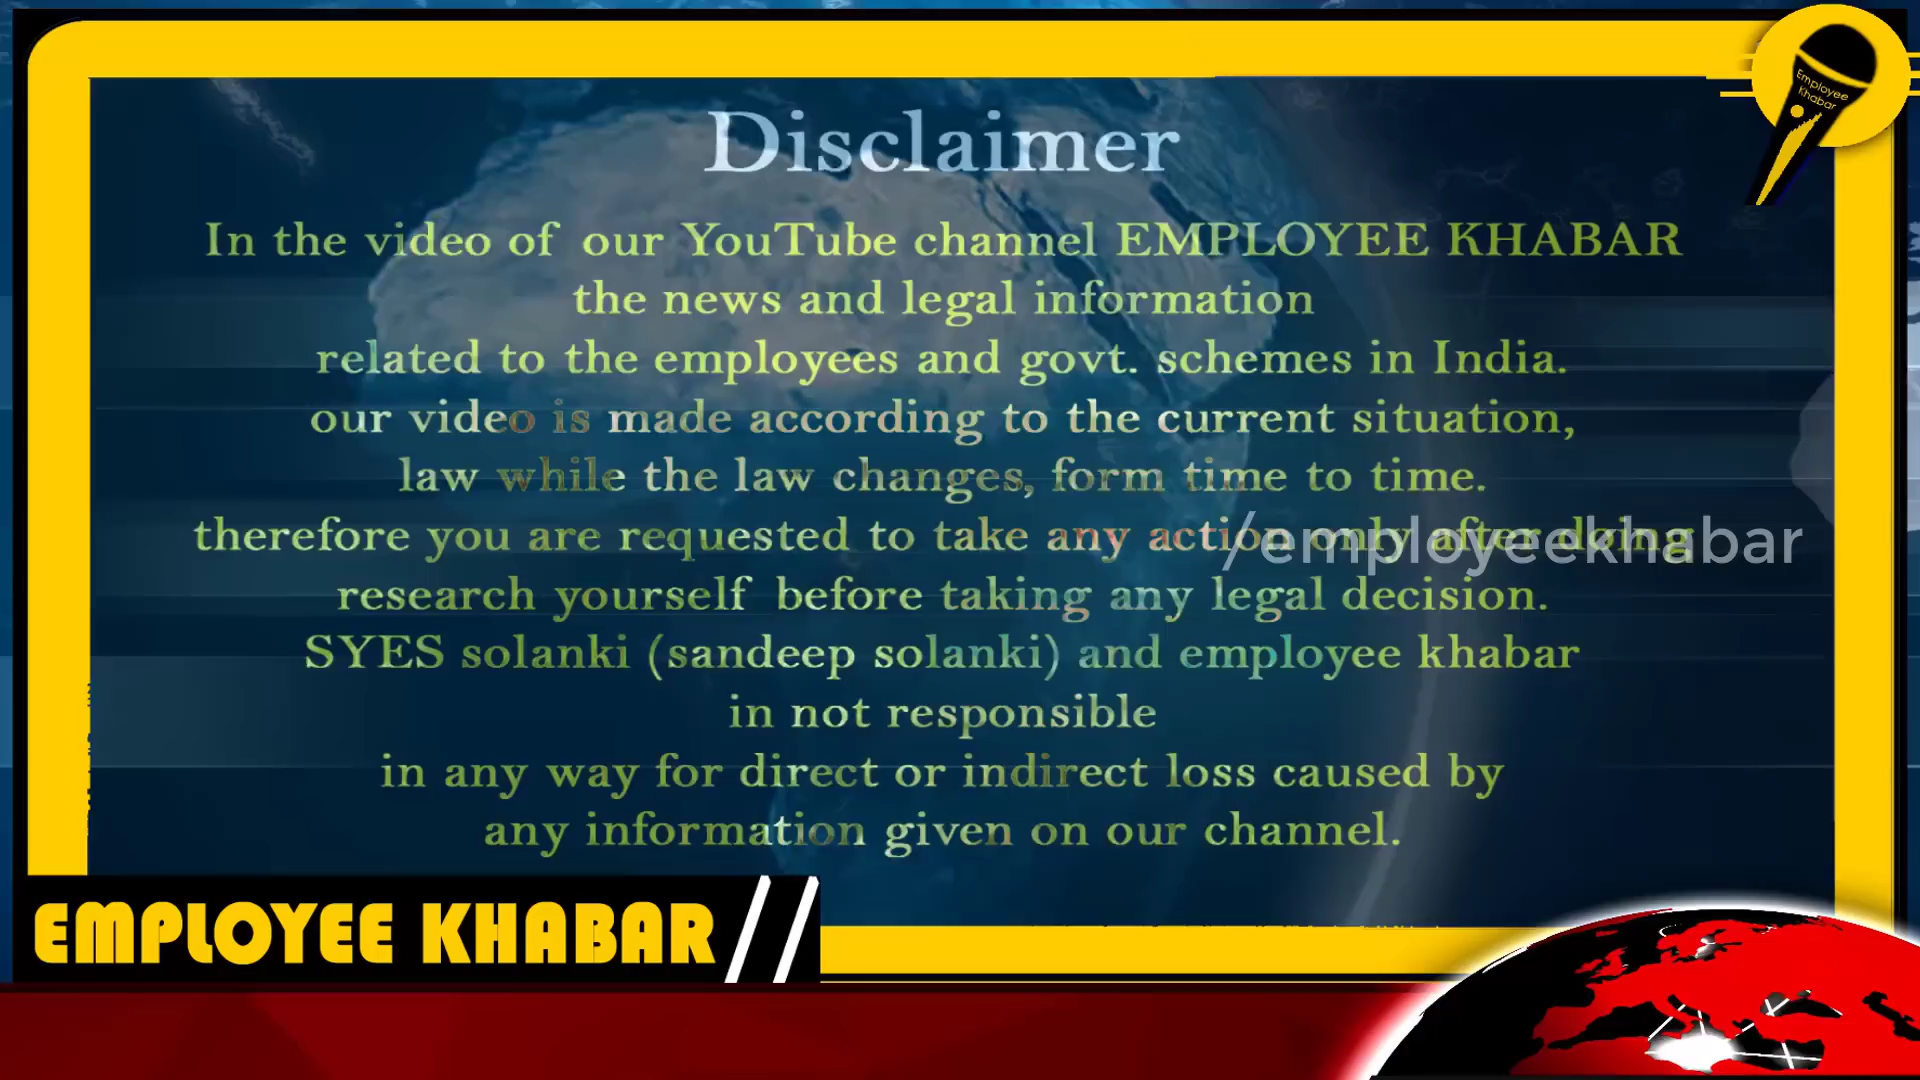 Employee
Khabar
Disclaimer
In the video of our YouTube channel EMPLOYEE KHABAR
the news and legal information
related to the employees and govt. schemes in India.
our video is made according to the current situation,
law while the law changes, form time to time.
therefore you are requested to take any action only after doing
/employeekhabar
research yourself before taking any legal decision.
SYES solanki (sandeep solanki) and employee khabar
in not responsible
in any way for direct or indirect loss caused by
any information given on our channel.
EMPLOYEE KHABAR